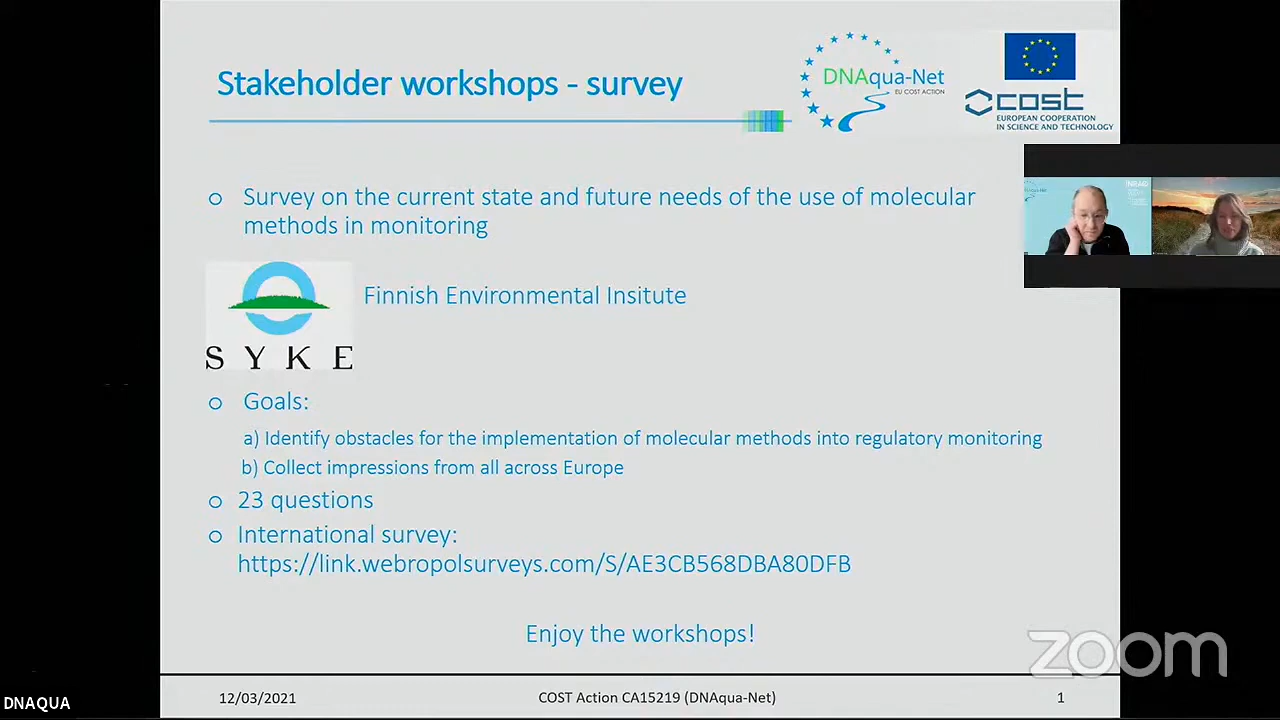 Stakeholder workshops - survey
DNAqua-Net
EU COST ACTION
cost
EUROPEAN COOPERATION
IN SCIENCE AND TECHNOLOGY
o Survey on the current state and future needs of the use of molecular
methods in monitoring
INRAE
Finnish Environmental Insitute
SYKE
o Goals:
a) Identify obstacles for the implementation of molecular methods into regulatory monitoring
b) Collect impressions from all across Europe
o 23 questions
o International survey:
https://link.webropolsurveys.com/S/AE3CB568DBA80DFB
Enjoy the workshops!
zoom
12/03/2021
COST Action CA15219 (DNAqua-Net)
1
DNAQUA